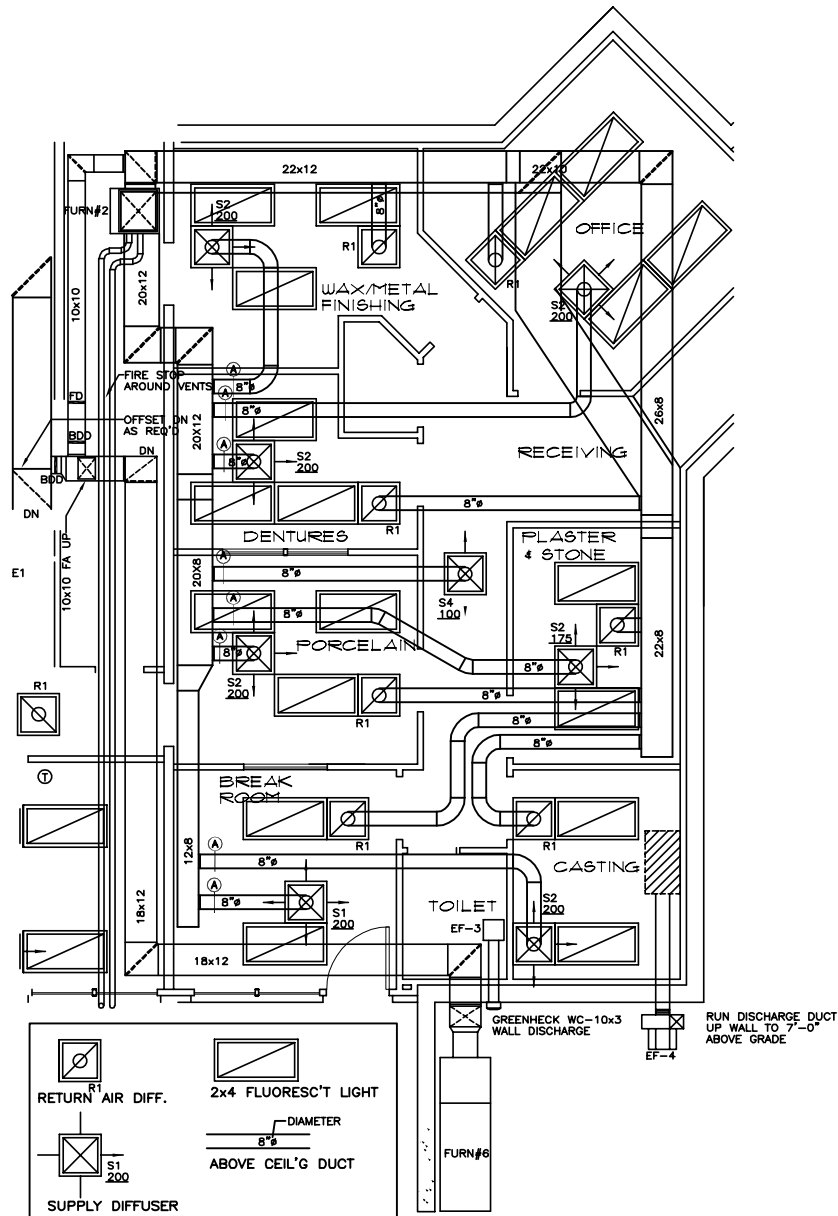 22x12
22x10
FURN#2
S2
200
8"ø
R1
R1
OFFICE
S2
200
WAX/METAL
FINISHING
20x12
10x10
FIRE STOP
AROUND VENTS
A
8"ø
A
8"ø
FD
OFFSET DN
AS REQ'D
20X12
26x8
BDD
DN
A
8"ø
S2
200
RECEIVING
BDD
DN
R1
8"ø
DENTURES
PLASTER
& STONE
E1
10x10 FA UP
20X8
A
8"ø
S4
100
A
8"ø
S2
175
R1
PORCELAIN
A
8"ø
S2
200
8"ø
22x8
R1
R1
8"ø
8"ø
8"ø
T
BREAK
ROOM
R1
R1
12x8
A
8"ø
CASTING
A
8"ø
S1
200
TOILET
S2
200
18x12
EF-3
18x12
GREENHECK WC-10x3
WALL DISCHARGE
RUN DISCHARGE DUCT
UP WALL TO 7'-0"
ABOVE GRADE
EF-4
R1
RETURN AIR DIFF.
2x4 FLUORESC'T LIGHT
DIAMETER
8"ø
ABOVE CEIL'G DUCT
S1
200
SUPPLY DIFFUSER
FURN#6